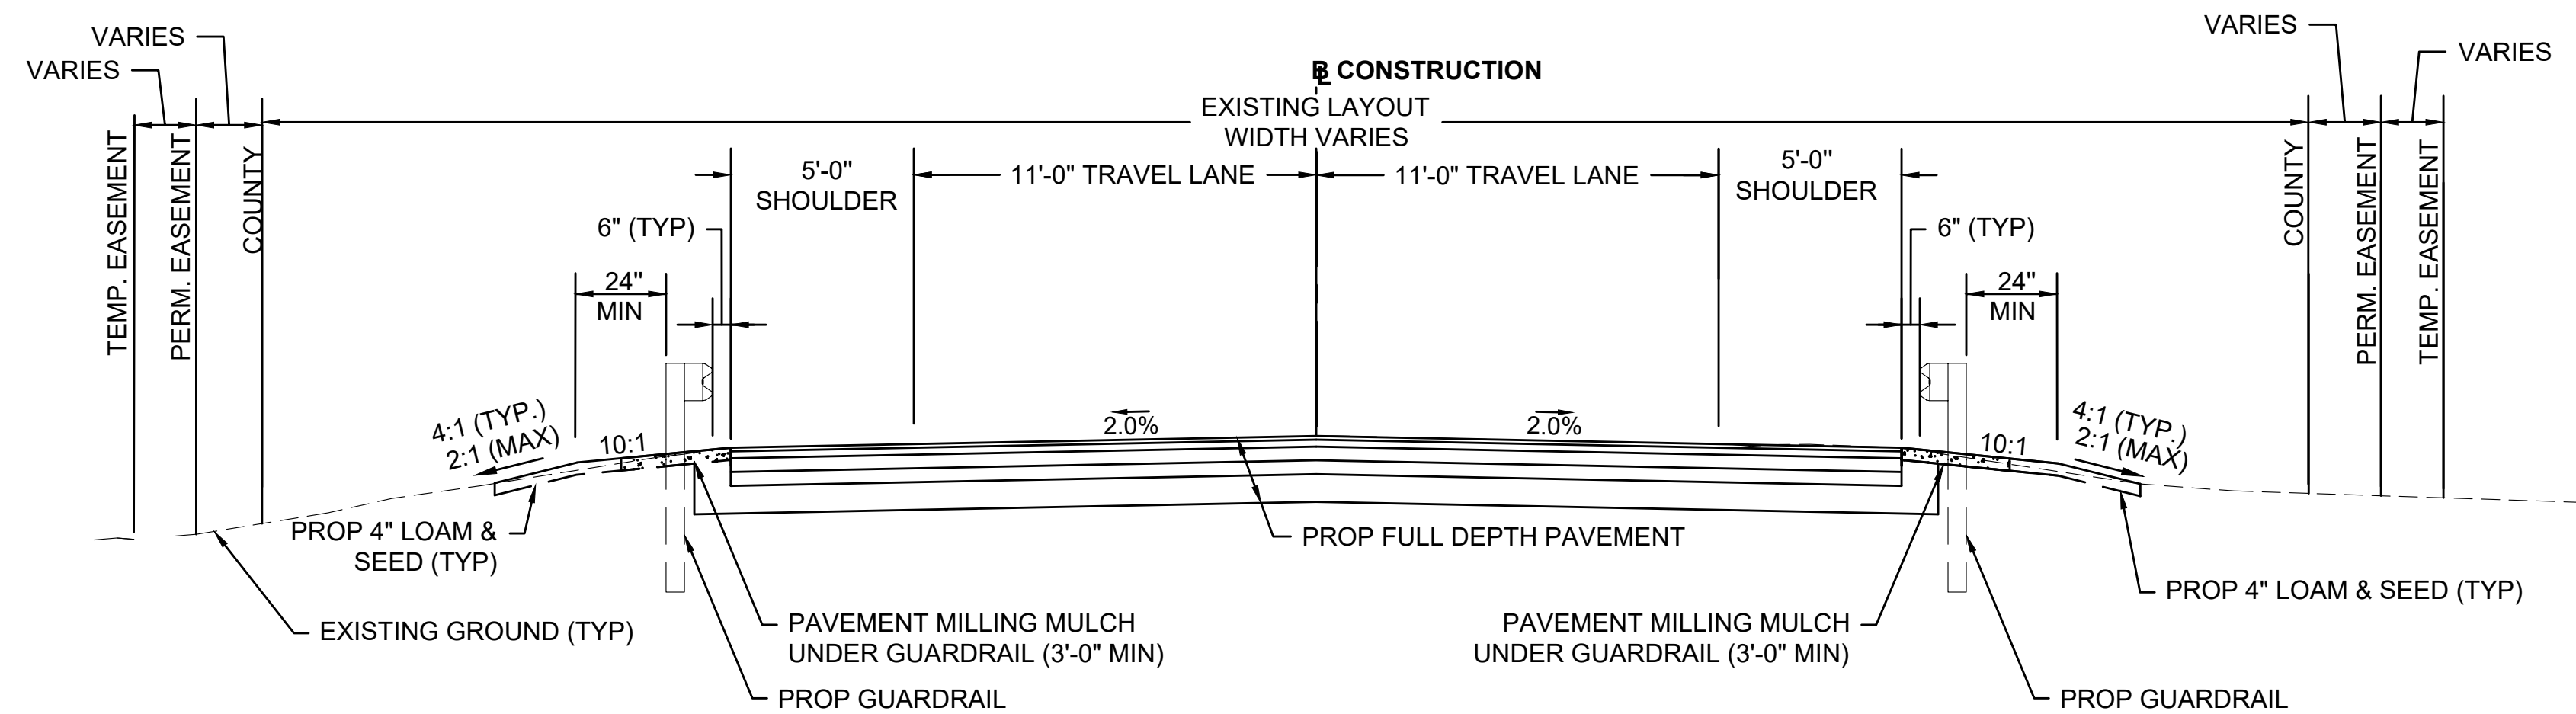 VARIES
VARIES
VARIES
VARIES
℄ CONSTRUCTION
EXISTING LAYOUT
WIDTH VARIES
TEMP. EASEMENT
PERM. EASEMENT
COUNTY
5'-0"
SHOULDER
11'-0" TRAVEL LANE
11'-0" TRAVEL LANE
5'-0"
SHOULDER
COUNTY
PERM. EASEMENT
TEMP. EASEMENT
6" (TYP)
6" (TYP)
24"
MIN
24"
MIN
4:1 (TYP.)
2:1 (MAX)
10:1
2.0%
2.0%
10:1
4:1 (TYP.)
2:1 (MAX)
PROP 4" LOAM &
SEED (TYP)
PROP FULL DEPTH PAVEMENT
PROP 4" LOAM & SEED (TYP)
EXISTING GROUND (TYP)
PAVEMENT MILLING MULCH
UNDER GUARDRAIL (3'-0" MIN)
PAVEMENT MILLING MULCH
UNDER GUARDRAIL (3'-0" MIN)
PROP GUARDRAIL
PROP GUARDRAIL